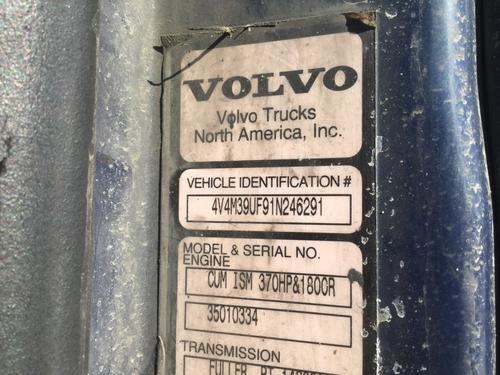 VOLVO
Volvo Trucks
North America, Inc.
VEHICLE IDENTIFICATION #
4V4M39UF91N246291
MODEL & SERIAL NO.
ENGINE
CUM ISM 370HP&1800R
35010334
TRANSMISSION
FULLER